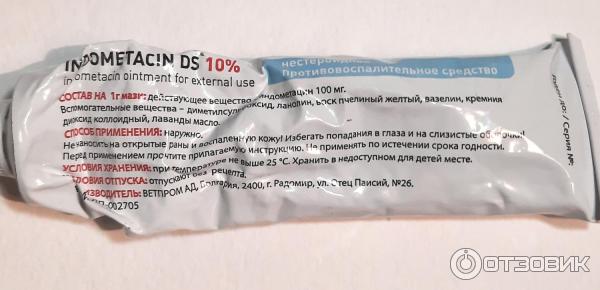 INDOMETACIN DS 10%
indometacin ointment for external use
нестероидное
противовоспалительное средство
СОСТАВ НА 1 г мази: действующее вещество индометацин 100 мг.
Вспомогательные вещества – диметилсульфоксид, ланолин, воск пчелиный желтый, вазелин, кремния
диоксид коллоидный, лаванды масло.
СПОСОБ ПРИМЕНЕНИЯ: наружно.
Не наносить на открытые раны и воспаленную кожу! Избегать попадания в глаза и на слизистые оболочки!
Перед применением прочтите прилагаемую инструкцию. Не применять по истечении срока годности.
УСЛОВИЯ ХРАНЕНИЯ: при температуре не выше 25 °С. Хранить в недоступном для детей месте.
УСЛОВИЯ ОТПУСКА: отпускают без рецепта.
ПРОИЗВОДИТЕЛЬ: ВЕТПРОМ АД, Болгария, 2400, г. Радомир, ул. Отец Паисий, №26.
002705
Годен до: / Серия №:
ОТЗОВИК